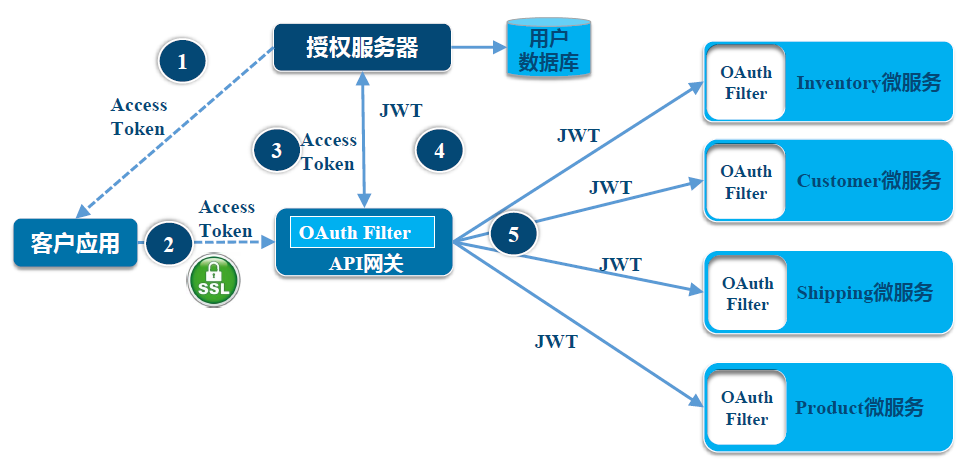 授权服务器
用户
数据库
1
Access
Token
JWT
3
Access
Token
4
客户应用
2
Access
Token
SSL
OAuth Filter
API网关
5
JWT
JWT
JWT
JWT
OAuth
Filter
Inventory微服务
OAuth
Filter
Customer微服务
OAuth
Filter
Shipping微服务
OAuth
Filter
Product微服务